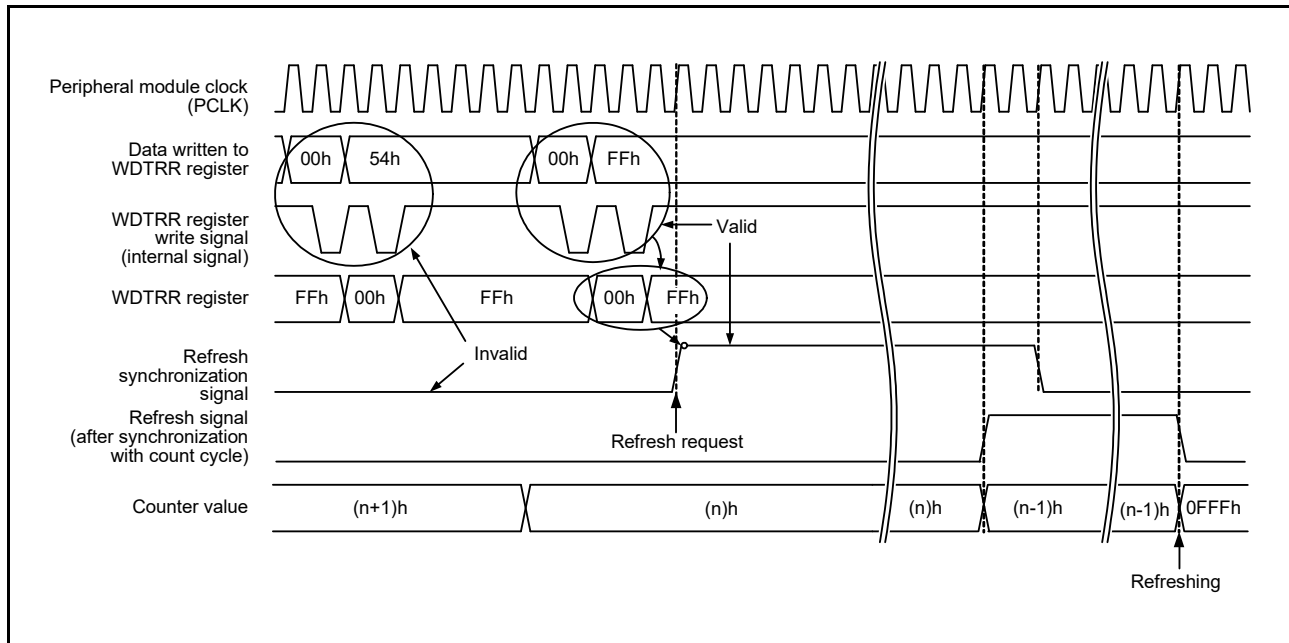 Peripheral module clock
(PCLK)
Data written to
WDTRR register
00h 54h 00h FFh
WDTRR register
write signal
(internal signal)
Valid
WDTRR register
FFh 00h FFh 00h FFh
Invalid
Refresh
synchronization
signal
Refresh request
Refresh signal
(after synchronization
with count cycle)
Counter value
(n+1)h (n)h (n)h (n-1)h (n-1)h 0FFFh
Refreshing